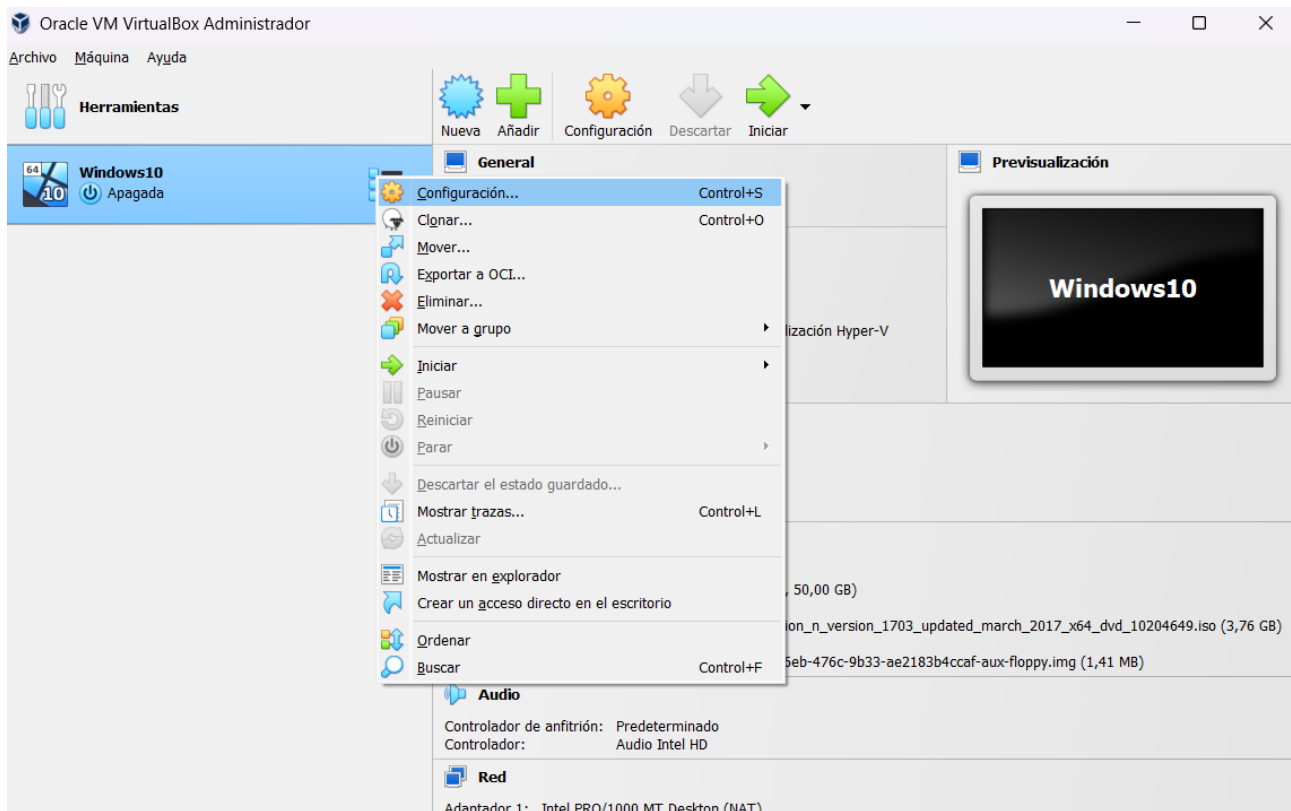 Oracle VM VirtualBox Administrador
Archivo Máquina Ayuda
Herramientas
Nueva Añadir Configuración Descartar Iniciar
64
10
Windows10
Apagada
General
Previsualización
Windows10
Configuración... Control+S
Clonar... Control+O
Mover...
Exportar a OCI...
Eliminar...
Mover a grupo
Iniciar
Pausar
Reiniciar
Parar
Descartar el estado guardado...
Mostrar trazas... Control+L
Actualizar
Mostrar en explorador
Crear un acceso directo en el escritorio
Ordenar
Buscar Control+F
lización Hyper-V
, 50,00 GB)
ion_n_version_1703_updated_march_2017_x64_dvd_10204649.iso (3,76 GB)
5eb-476c-9b33-ae2183b4ccaf-aux-floppy.img (1,41 MB)
Audio
Controlador de anfitrión: Predeterminado
Controlador: Audio Intel HD
Red
Adaptador 1: Intel PRO/1000 MT Desktop (NAT)